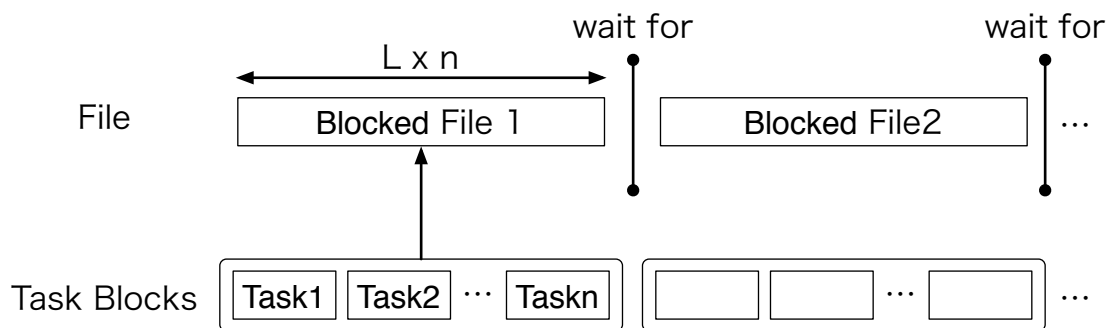 wait for wait for
L x n
File Blocked File 1 Blocked File2 ...
Task Blocks Task1 Task2 ... Taskn ... ...